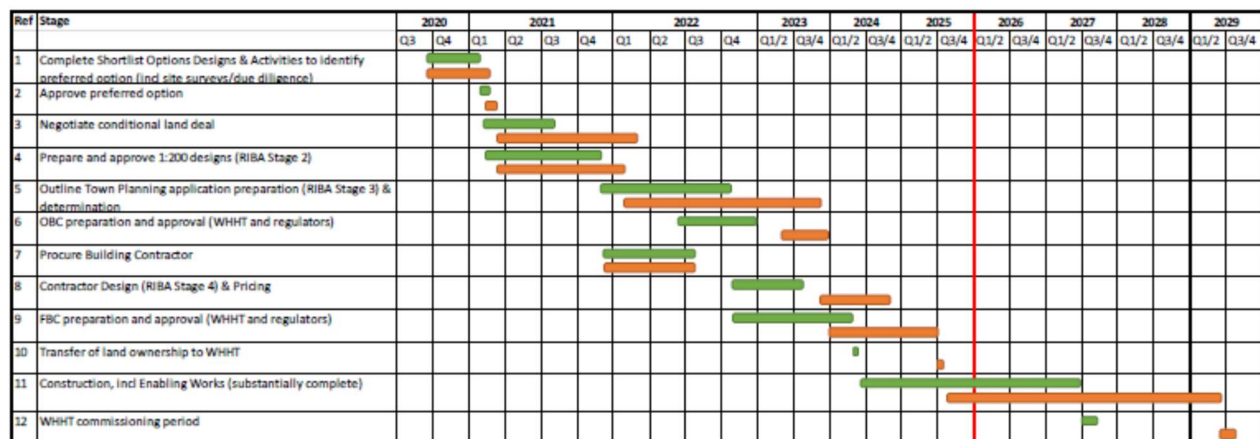 Ref Stage 2020 2021 2022 2023 2024 2025 2026 2027 2028 2029
Q3 Q4 Q1 Q2 Q3 Q4 Q1 Q2 Q3 Q4 Q1/2 Q3/4 Q1/2 Q3/4 Q1/2 Q3/4 Q1/2 Q3/4 Q1/2 Q3/4 Q1/2 Q3/4 Q1/2 Q3/4
1 Complete Shortlist Options Designs & Activities to identify
preferred option (incl site surveys/due diligence)
2 Approve preferred option
3 Negotiate conditional land deal
4 Prepare and approve 1:200 designs (RIBA Stage 2)
5 Outline Town Planning application preparation (RIBA Stage 3) &
determination
6 OBC preparation and approval (WHHT and regulators)
7 Procure Building Contractor
8 Contractor Design (RIBA Stage 4) & Pricing
9 FBC preparation and approval (WHHT and regulators)
10 Transfer of land ownership to WHHT
11 Construction, incl Enabling Works (substantially complete)
12 WHHT commissioning period